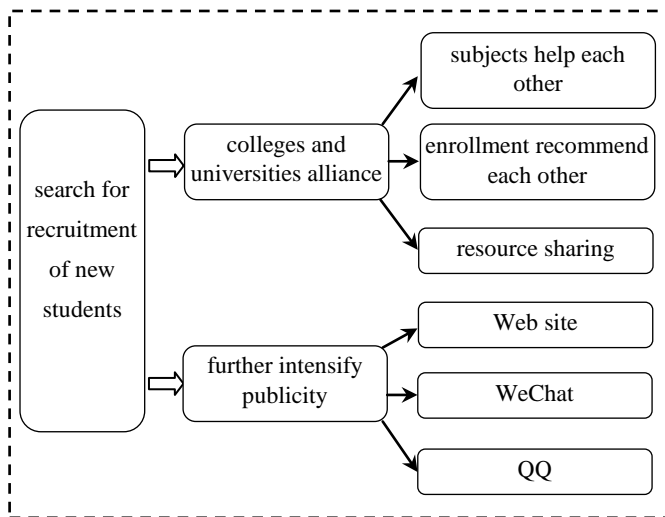 search for
recruitment
of new
students
colleges and
universities alliance
subjects help each
other
enrollment recommend
each other
resource sharing
further intensify
publicity
Web site
WeChat
QQ